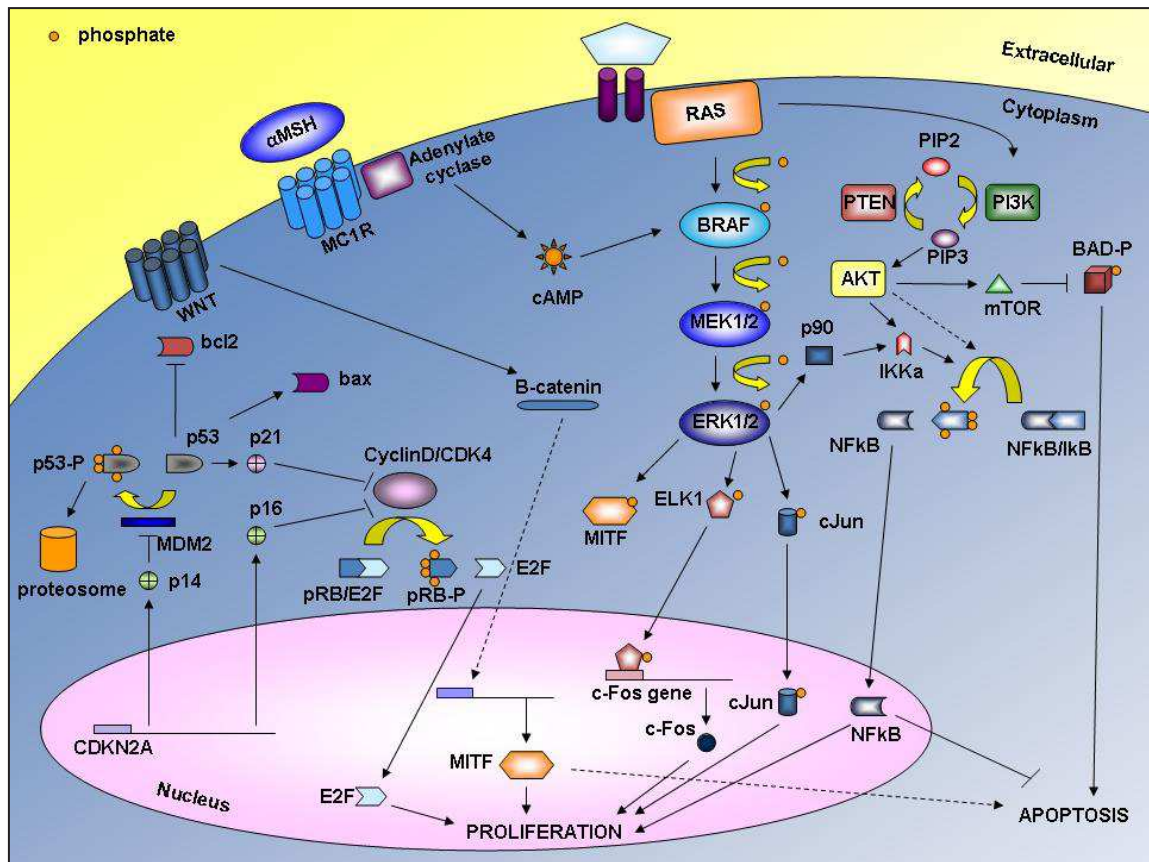 phosphate
Extracellular
Cytoplasm
RAS
αMSH
Adenylate
cyclase
MC1R
WNT
PIP2
PTEN
PI3K
PIP3
BRAF
cAMP
AKT
BAD-P
mTOR
MEK1/2
p90
IKKa
bcl2
bax
B-catenin
ERK1/2
NFkB
NFkB/IkB
p53-P
p53
p21
CyclinD/CDK4
p16
MDM2
p14
proteosome
pRB/E2F
pRB-P
E2F
MITF
ELK1
cJun
c-Fos gene
c-Fos
cJun
NFkB
CDKN2A
MITF
E2F
Nucleus
PROLIFERATION
APOPTOSIS